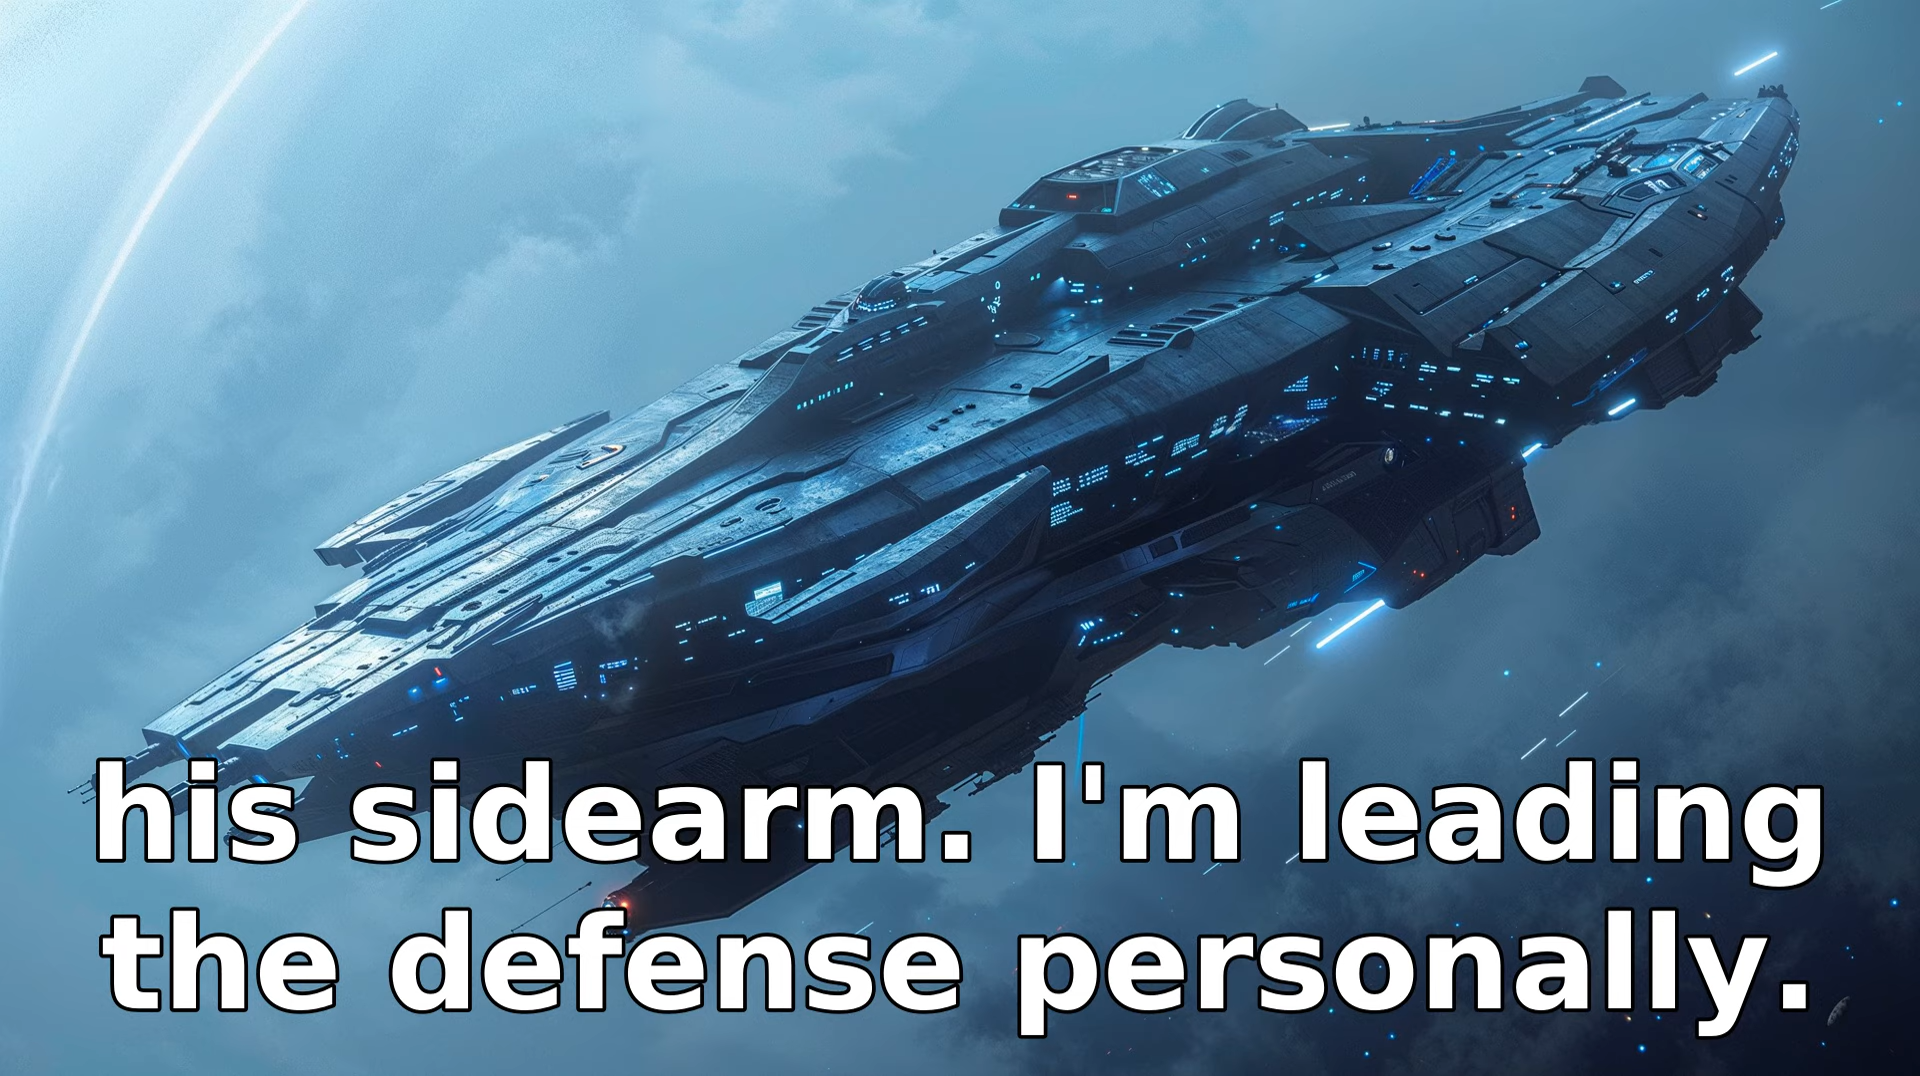 his sidearm. I'm leading
the defense personally.